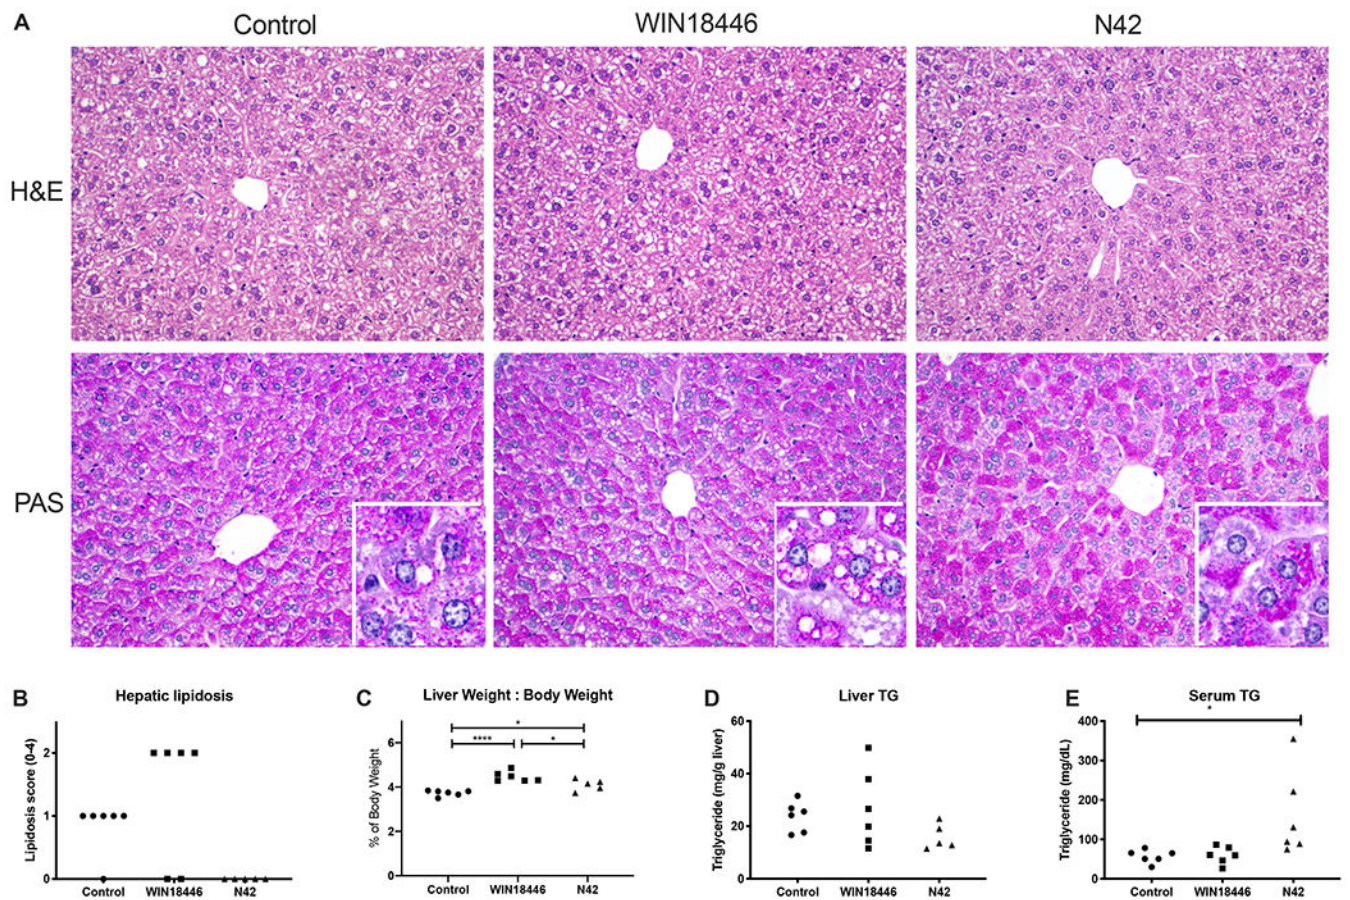 A
Control WIN18446 N42
H&E
PAS
B Hepatic lipidosis
Lipidosis score (0-4)
2
1
0
Control WIN18446 N42
C Liver Weight : Body Weight
% of Body Weight
6
4
2
0
*
**** *
Control WIN18446 N42
D Liver TG
Triglyceride (mg/g liver)
60
40
20
0
Control WIN18446 N42
E Serum TG
Triglyceride (mg/dL)
400
300
200
100
0
*
Control WIN18446 N42